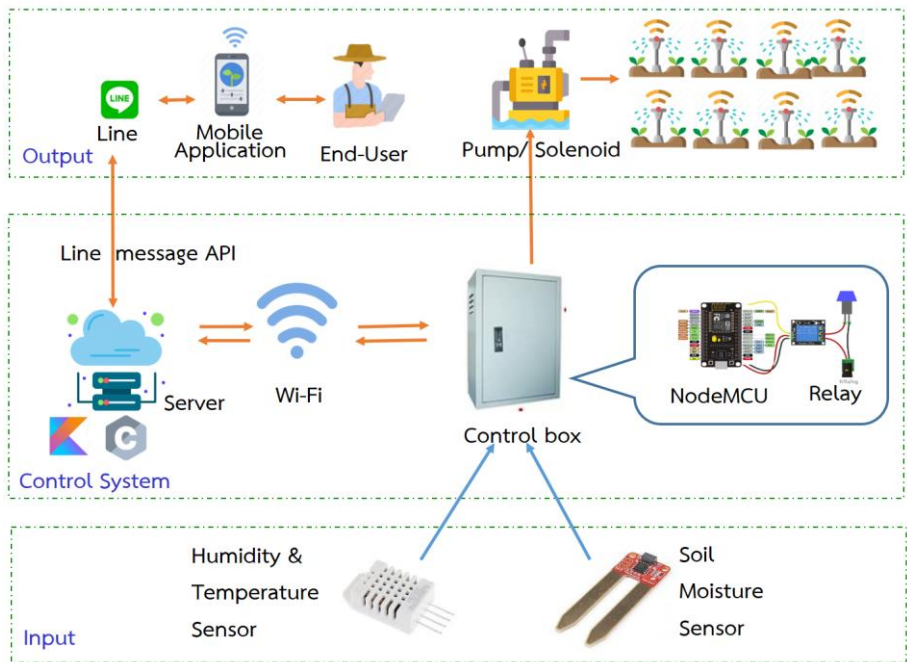 LINE
Line
Mobile
Application
End-User
Pump/ Solenoid
Output
Line message API
Server
Wi-Fi
Control box
NodeMCU
Relay
C
Control System
Humidity &
Temperature
Sensor
Soil
Moisture
Sensor
Input